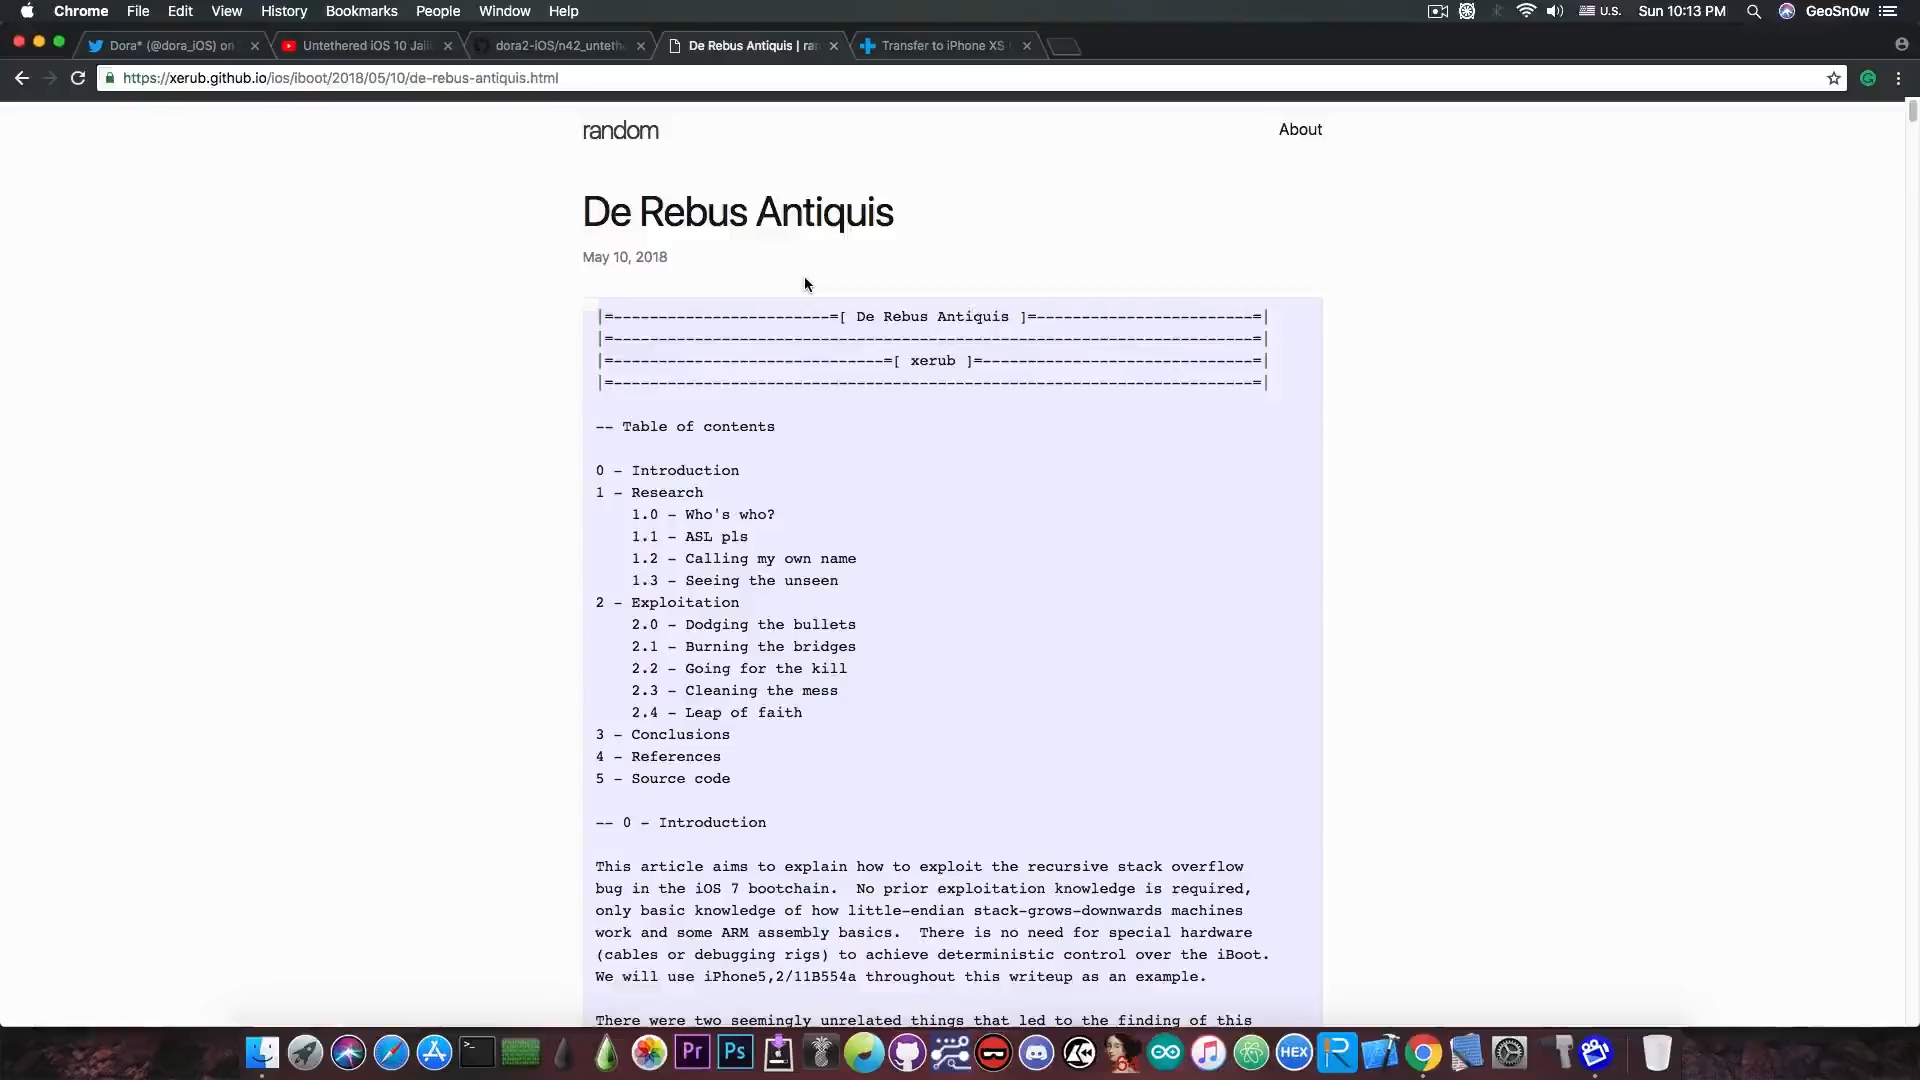 Chrome File Edit View History Bookmarks People Window Help U.S. Sun 10:13 PM GeoSn0w
Dora* (@dora_iOS) on Untethered iOS 10 Jail dora2-iOS/n42_unteth De Rebus Antiquis | ra Transfer to iPhone XS
https://xerub.github.io/ios/iboot/2018/05/10/de-rebus-antiquis.html
random About
De Rebus Antiquis
May 10, 2018
|=------------------------=[ De Rebus Antiquis ]=------------------------=|
|=-----------------------------------------------------------------------=|
|=------------------------------=[ xerub ]=------------------------------=|
|=-----------------------------------------------------------------------=|
-- Table of contents
0 - Introduction
1 - Research
1.0 - Who's who?
1.1 - ASL pls
1.2 - Calling my own name
1.3 - Seeing the unseen
2 - Exploitation
2.0 - Dodging the bullets
2.1 - Burning the bridges
2.2 - Going for the kill
2.3 - Cleaning the mess
2.4 - Leap of faith
3 - Conclusions
4 - References
5 - Source code
-- 0 - Introduction
This article aims to explain how to exploit the recursive stack overflow
bug in the iOS 7 bootchain.  No prior exploitation knowledge is required,
only basic knowledge of how little-endian stack-grows-downwards machines
work and some ARM assembly basics.  There is no need for special hardware
(cables or debugging rigs) to achieve deterministic control over the iBoot.
We will use iPhone5,2/11B554a throughout this writeup as an example.
There were two seemingly unrelated things that led to the finding of this
Pr Ps HEX